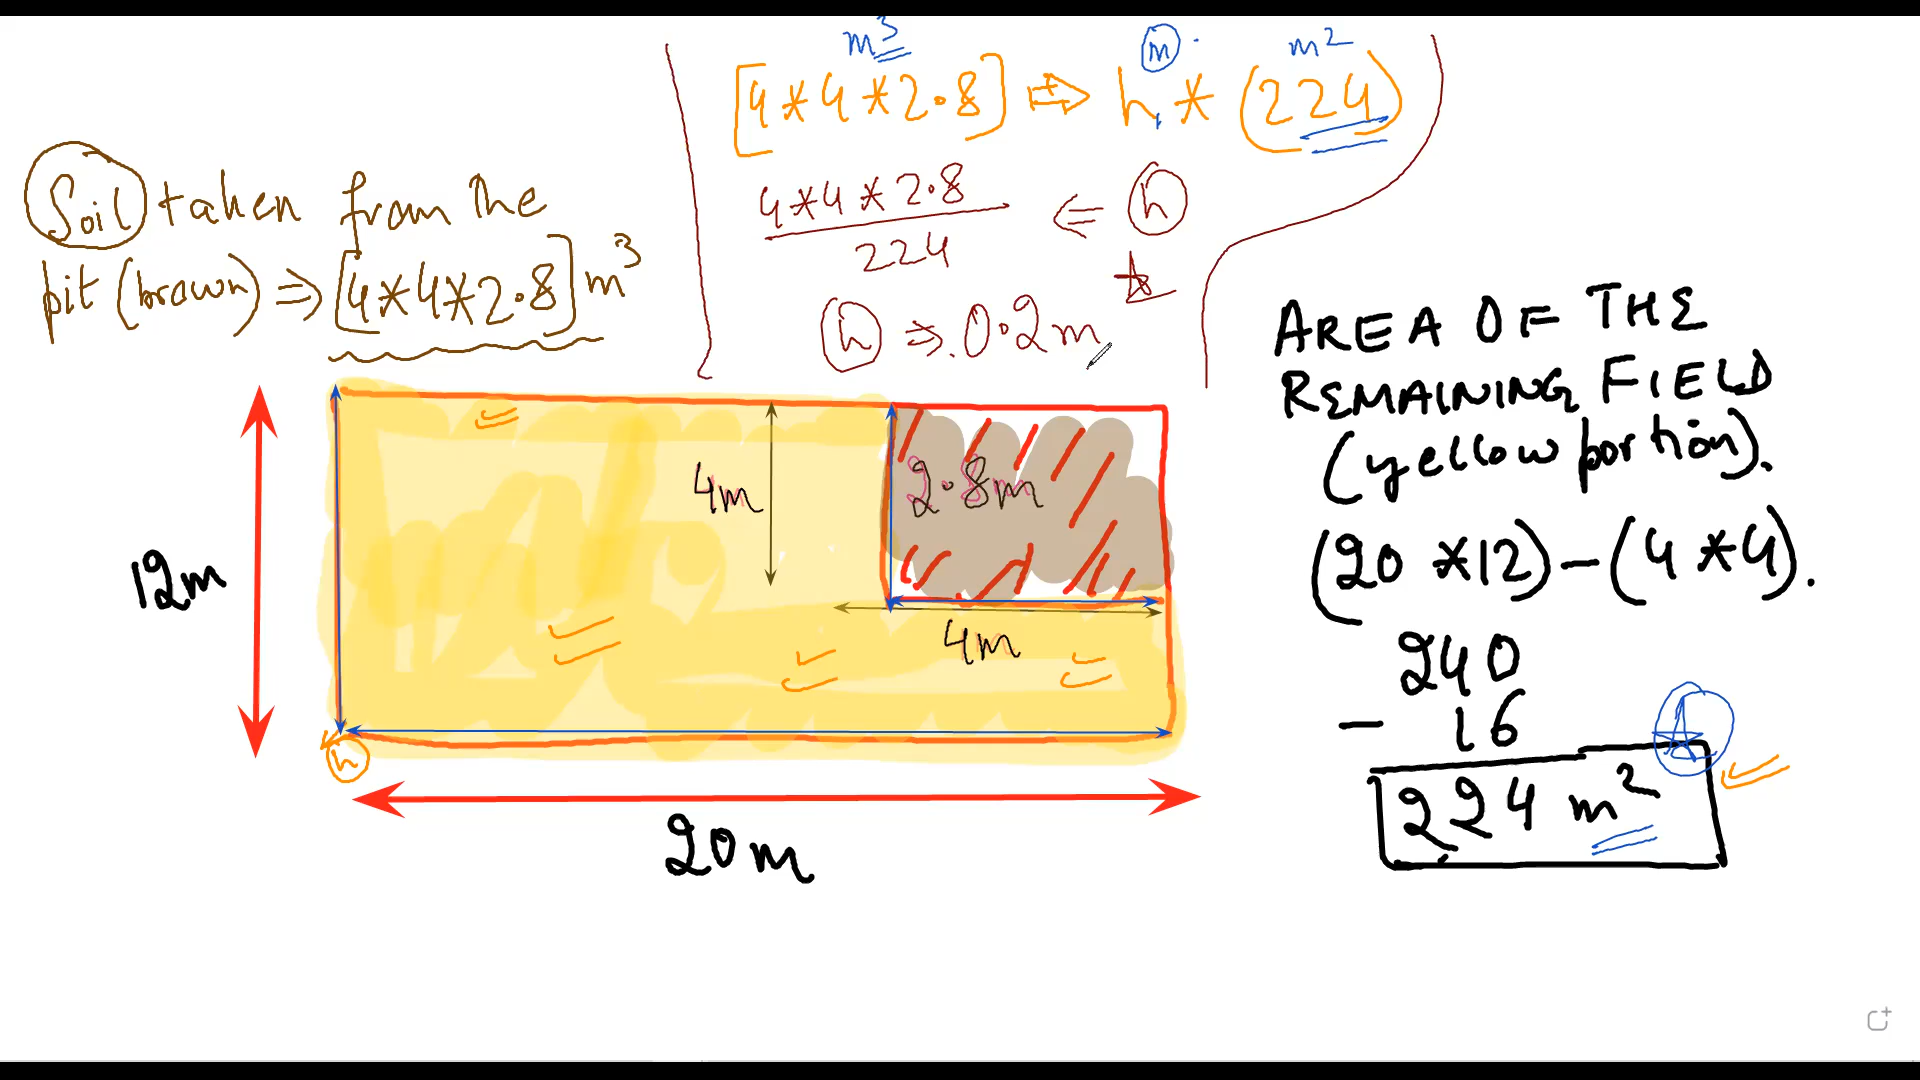 Soil taken from the
pit (brown) ⇒ [4*4*2.8] m³
m³ m m²
[4*4*2.8] ⇒ h * (224)
4*4*2.8 ⇐ h
224
h ⇒ 0.2m
12m
4m
2.8m
4m
h
20m
AREA OF THE
REMAINING FIELD
(yellow portion).
(20 *12) - (4 *4).
240
- 16
224 m²